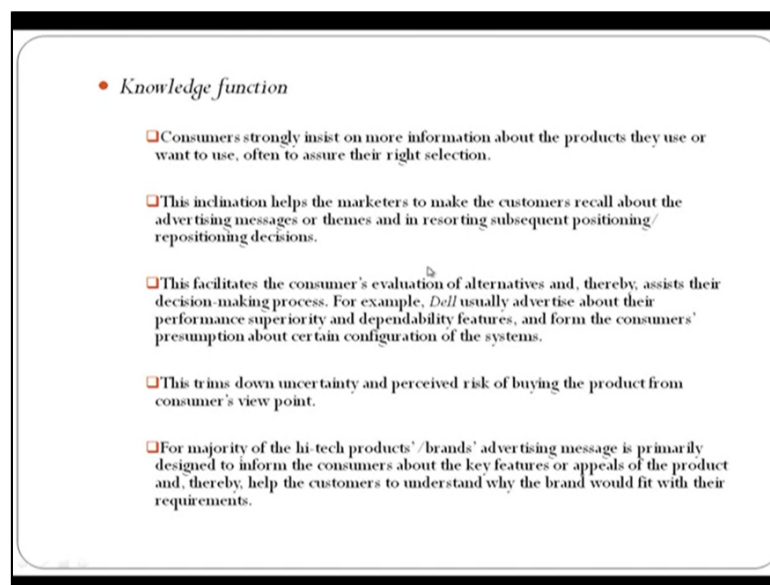 Knowledge function
Consumers strongly insist on more information about the products they use or
want to use, often to assure their right selection.
This inclination helps the marketers to make the customers recall about the
advertising messages or themes and in resorting subsequent positioning/
repositioning decisions.
This facilitates the consumer's evaluation of alternatives and, thereby, assists their
decision-making process. For example, Dell usually advertise about their
performance superiority and dependability features, and form the consumers'
presumption about certain configuration of the systems.
This trims down uncertainty and perceived risk of buying the product from
consumer's view point.
For majority of the hi-tech products'/brands' advertising message is primarily
designed to inform the consumers about the key features or appeals of the product
and, thereby, help the customers to understand why the brand would fit with their
requirements.